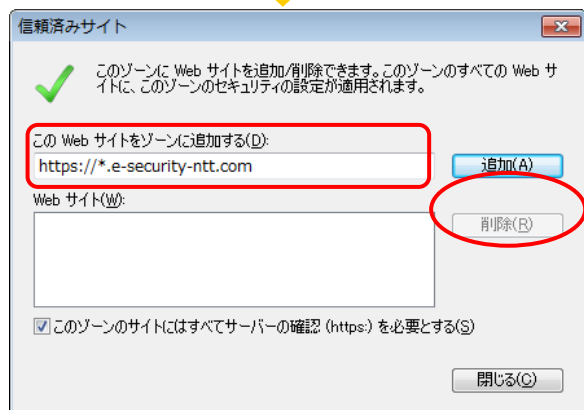 信頼済みサイト
このゾーンに Web サイトを追加/削除できます。このゾーンのすべての Web サ
イトに、このゾーンのセキュリティの設定が適用されます。
この Web サイトをゾーンに追加する(D):
https://*.e-security-ntt.com
追加(A)
Web サイト(W):
削除(R)
このゾーンのサイトにはすべてサーバーの確認 (https:) を必要とする(S)
閉じる(C)